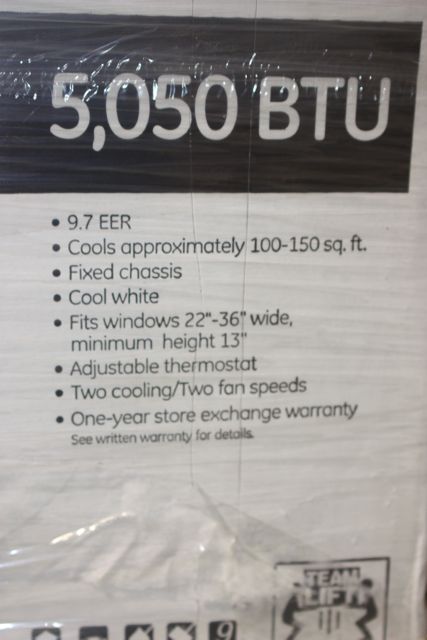 5,050 BTU
• 9.7 EER
• Cools approximately 100-150 sq. ft.
• Fixed chassis
• Cool white
• Fits windows 22"-36" wide,
minimum height 13"
• Adjustable thermostat
• Two cooling/Two fan speeds
• One-year store exchange warranty
See written warranty for details.
TEAM
LIFT
9